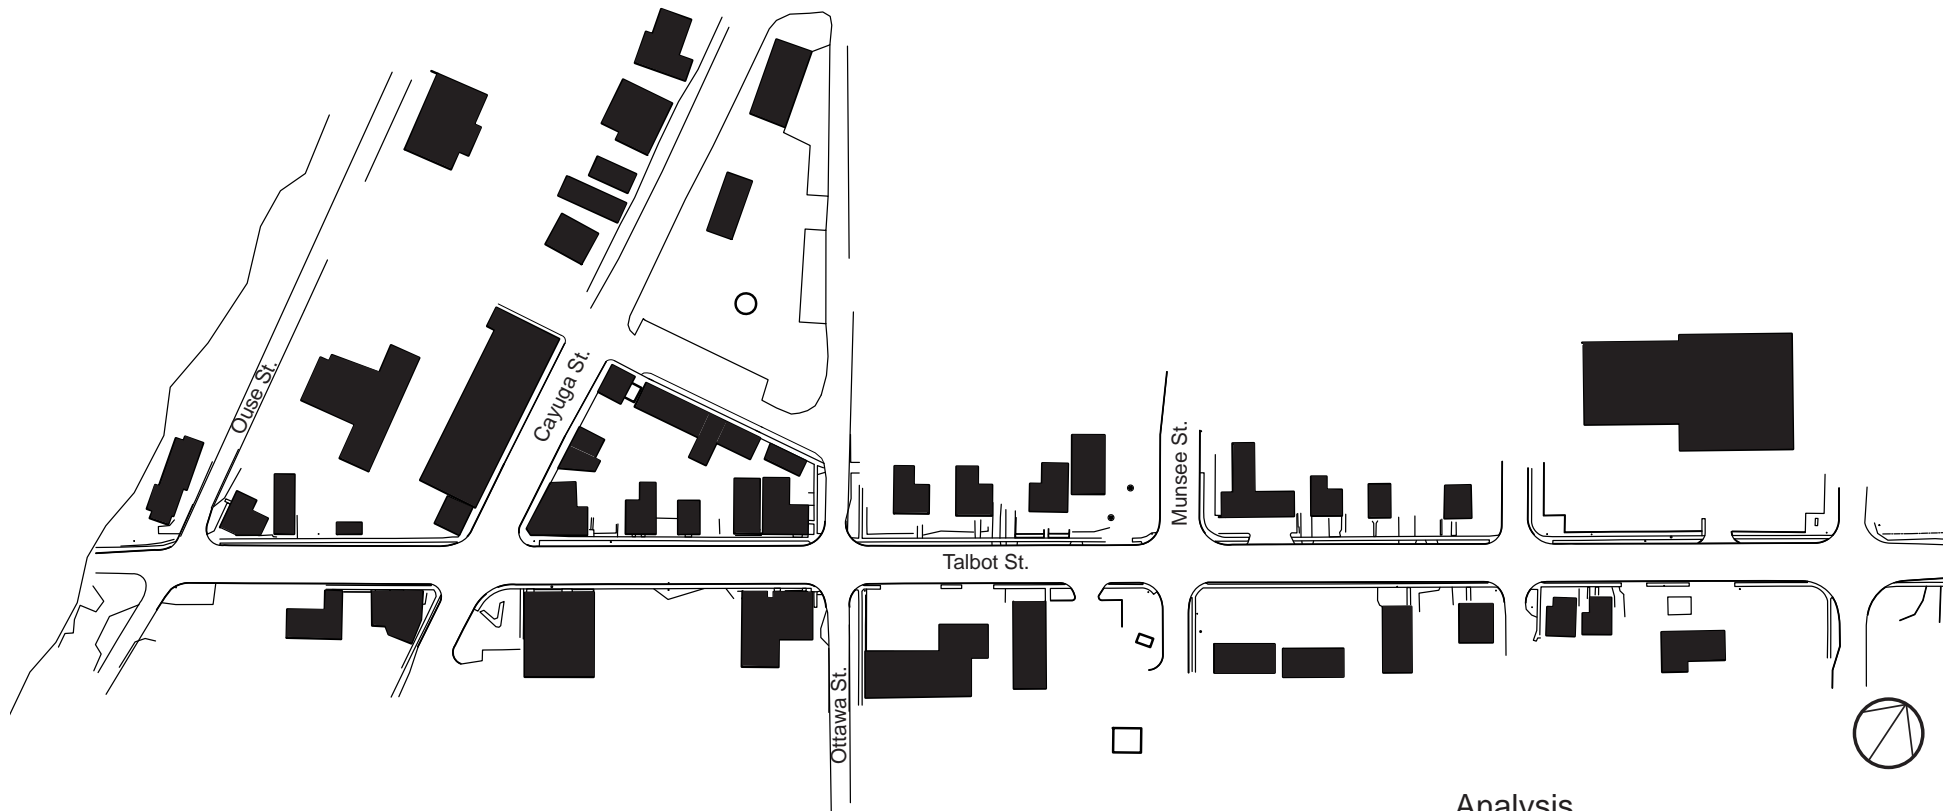 Ouse St.
Cayuga St.
Munsee St.
Talbot St.
Ottawa St.
Analysis